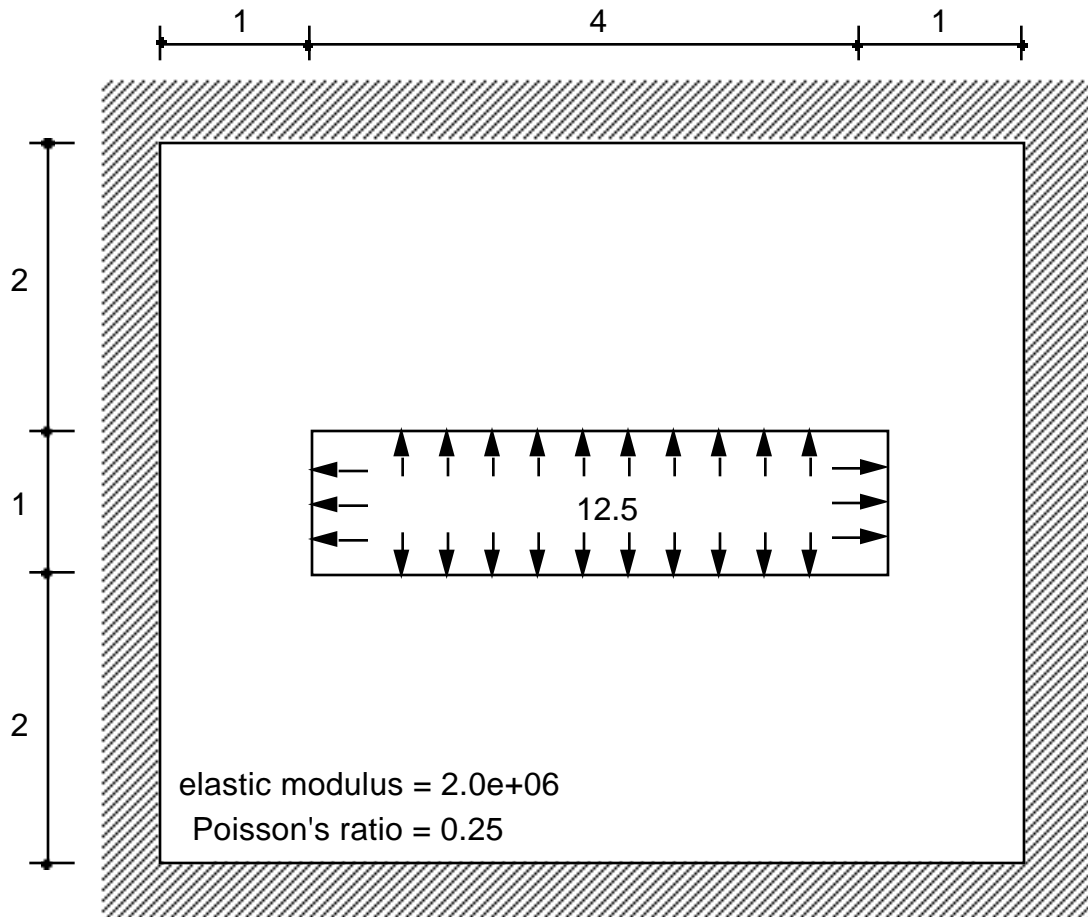 1 4 1
2
1
12.5
2
elastic modulus = 2.0e+06
Poisson's ratio = 0.25